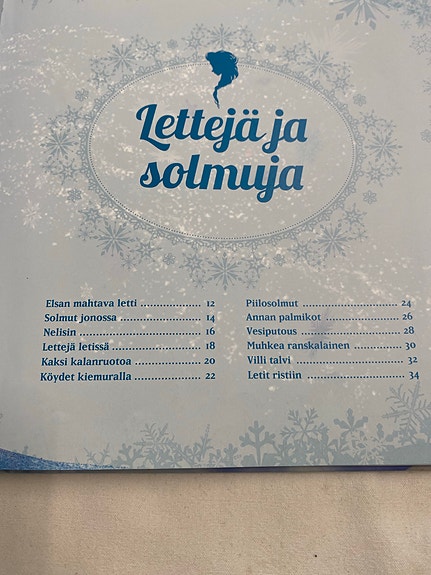 Lettejä ja
solmuja
Elsan mahtava letti ..................... 12
Solmut jonossa ............................ 14
Nelisin ........................................... 16
Lettejä letissä ............................... 18
Kaksi kalanruotoa ....................... 20
Köydet kiemuralla ....................... 22
Piilosolmut ................................... 24
Annan palmikot .......................... 26
Vesiputous ................................... 28
Muhkea ranskalainen ................. 30
Villi talvi ...................................... 32
Letit ristiin ................................... 34